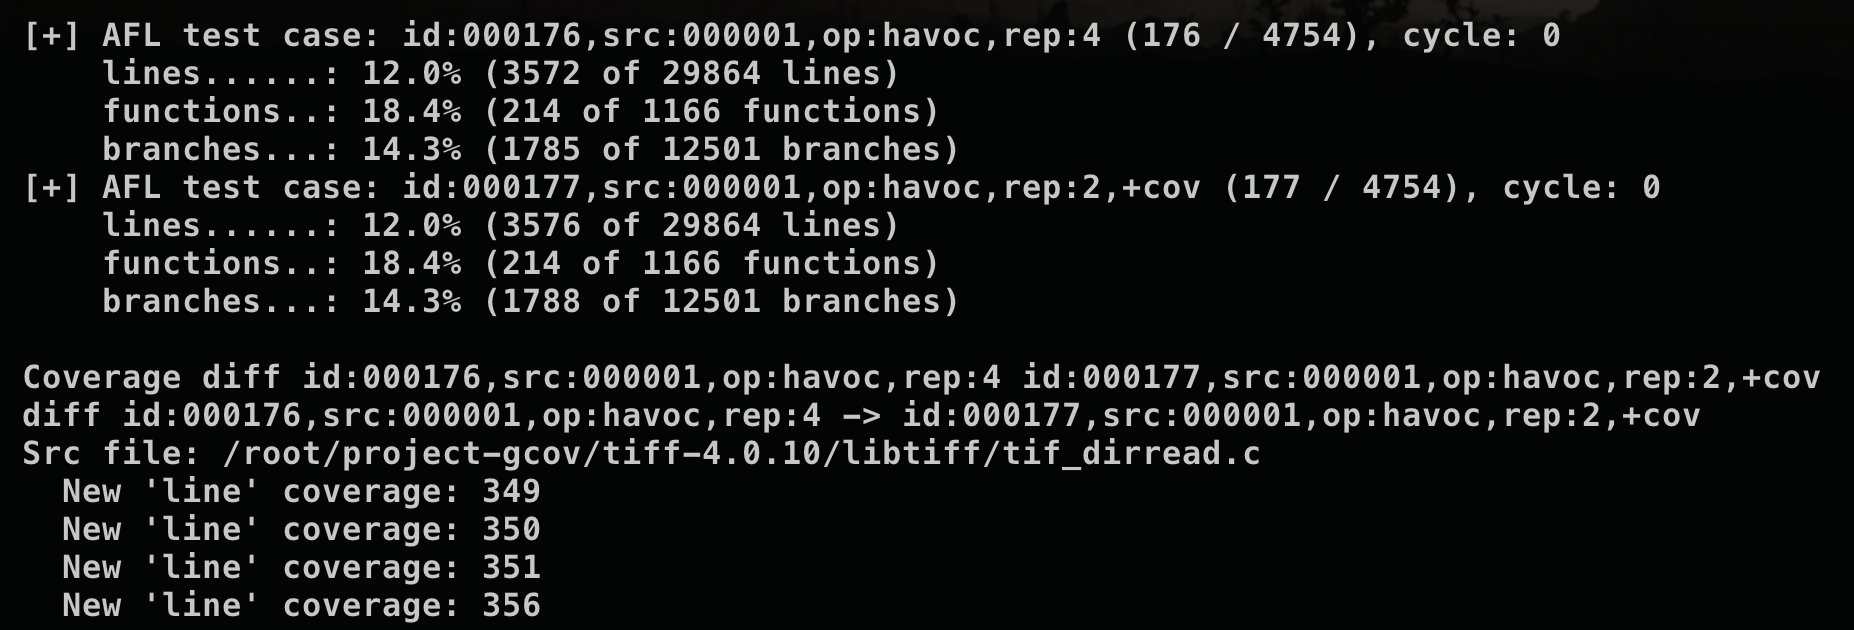 [+] AFL test case: id:000176,src:000001,op:havoc,rep:4 (176 / 4754), cycle: 0
lines......: 12.0% (3572 of 29864 lines)
functions..: 18.4% (214 of 1166 functions)
branches...: 14.3% (1785 of 12501 branches)
[+] AFL test case: id:000177,src:000001,op:havoc,rep:2,+cov (177 / 4754), cycle: 0
lines......: 12.0% (3576 of 29864 lines)
functions..: 18.4% (214 of 1166 functions)
branches...: 14.3% (1788 of 12501 branches)
Coverage diff id:000176,src:000001,op:havoc,rep:4 id:000177,src:000001,op:havoc,rep:2,+cov
diff id:000176,src:000001,op:havoc,rep:4 -> id:000177,src:000001,op:havoc,rep:2,+cov
Src file: /root/project-gcov/tiff-4.0.10/libtiff/tif_dirread.c
New 'line' coverage: 349
New 'line' coverage: 350
New 'line' coverage: 351
New 'line' coverage: 356